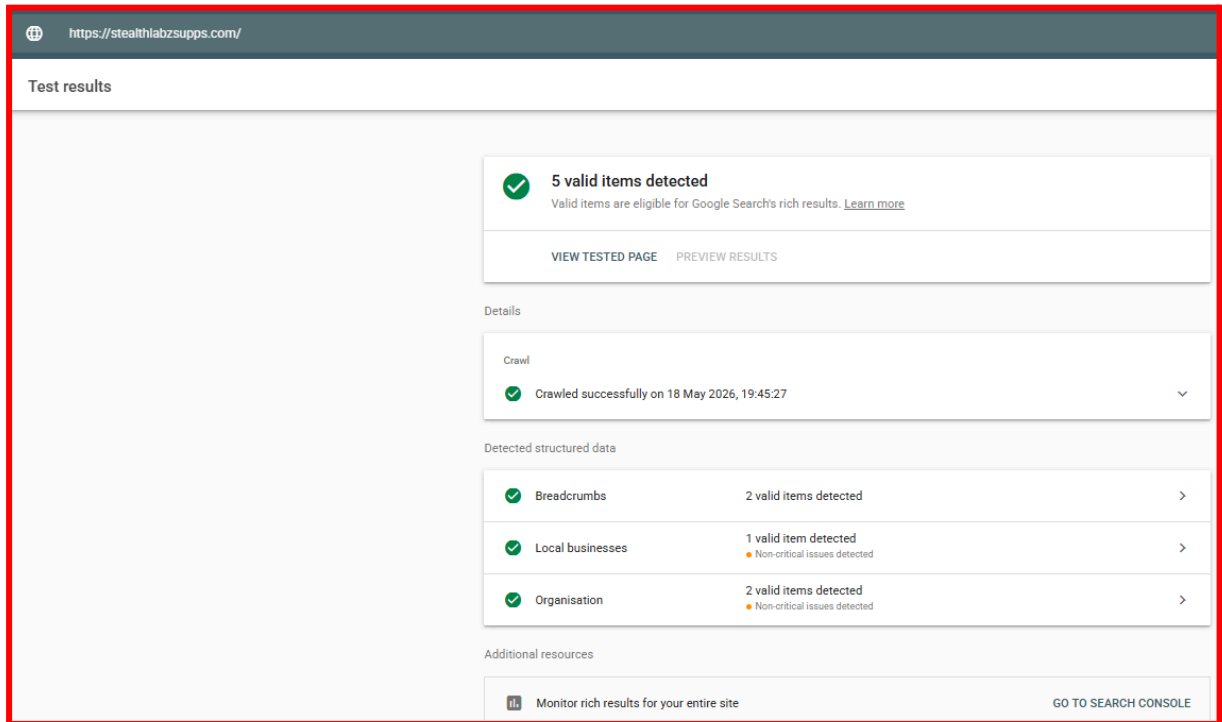 https://stealthlabzsupps.com/
Test results
5 valid items detected
Valid items are eligible for Google Search's rich results. Learn more
VIEW TESTED PAGE PREVIEW RESULTS
Details
Crawl
Crawled successfully on 18 May 2026, 19:45:27
Detected structured data
Breadcrumbs 2 valid items detected
Local businesses 1 valid item detected
Non-critical issues detected
Organisation 2 valid items detected
Non-critical issues detected
Additional resources
Monitor rich results for your entire site GO TO SEARCH CONSOLE